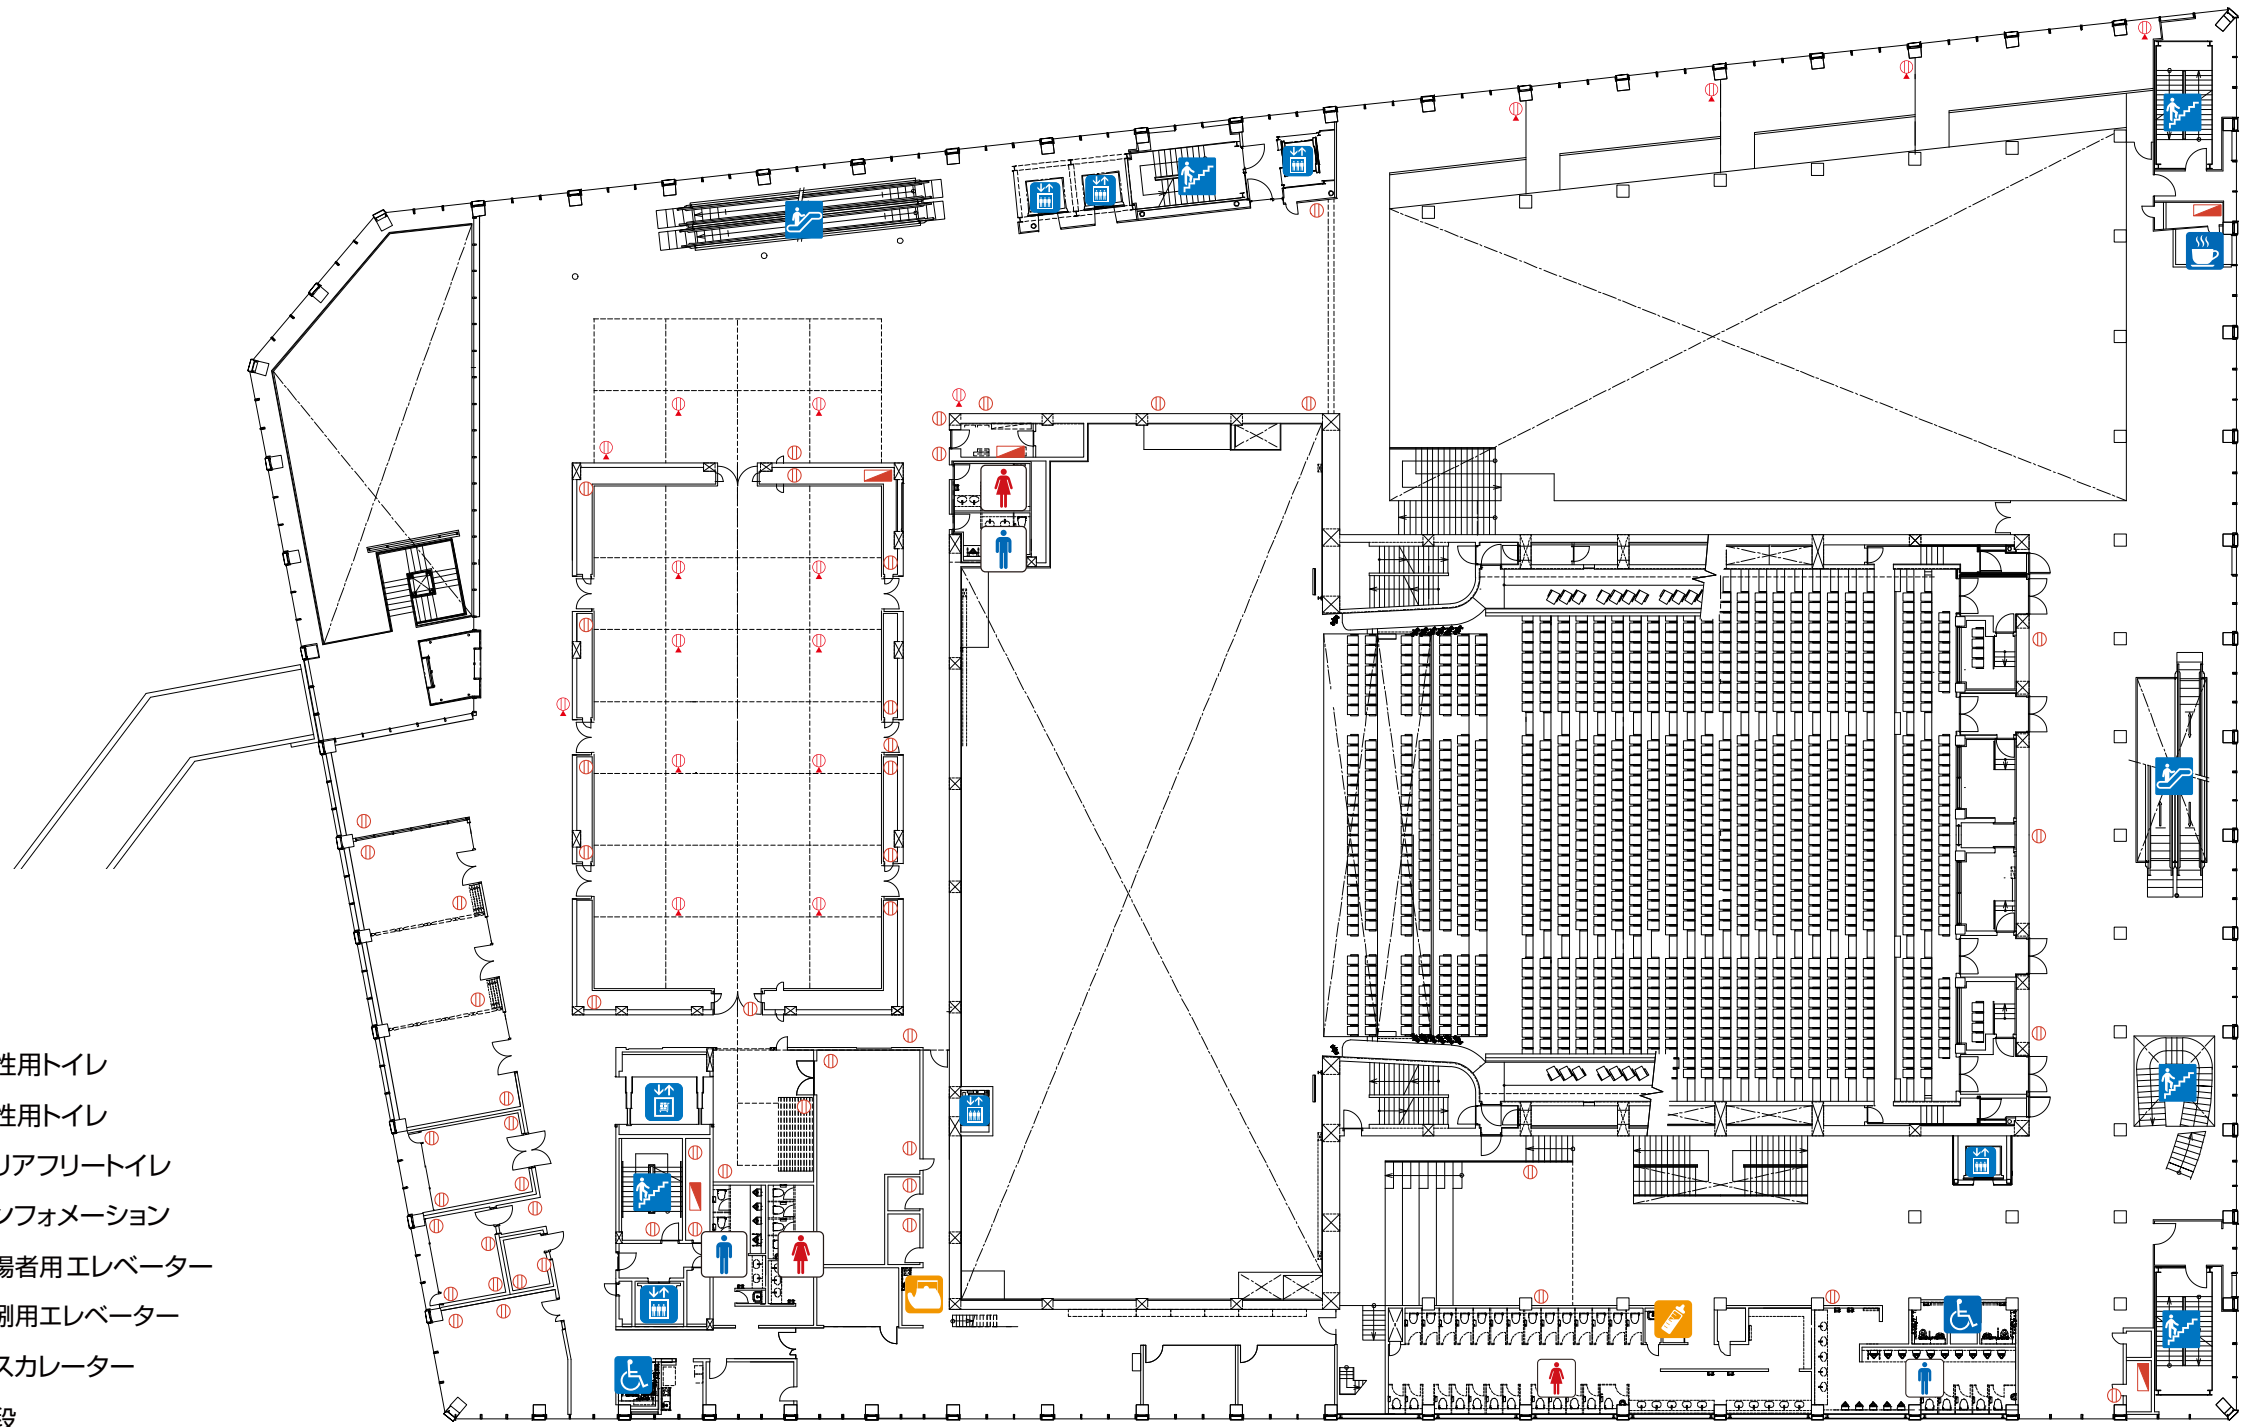 性用トイレ
性用トイレ
リアフリートイレ
ンフォメーション
場者用エレベーター
別用エレベーター
スカレーター
段